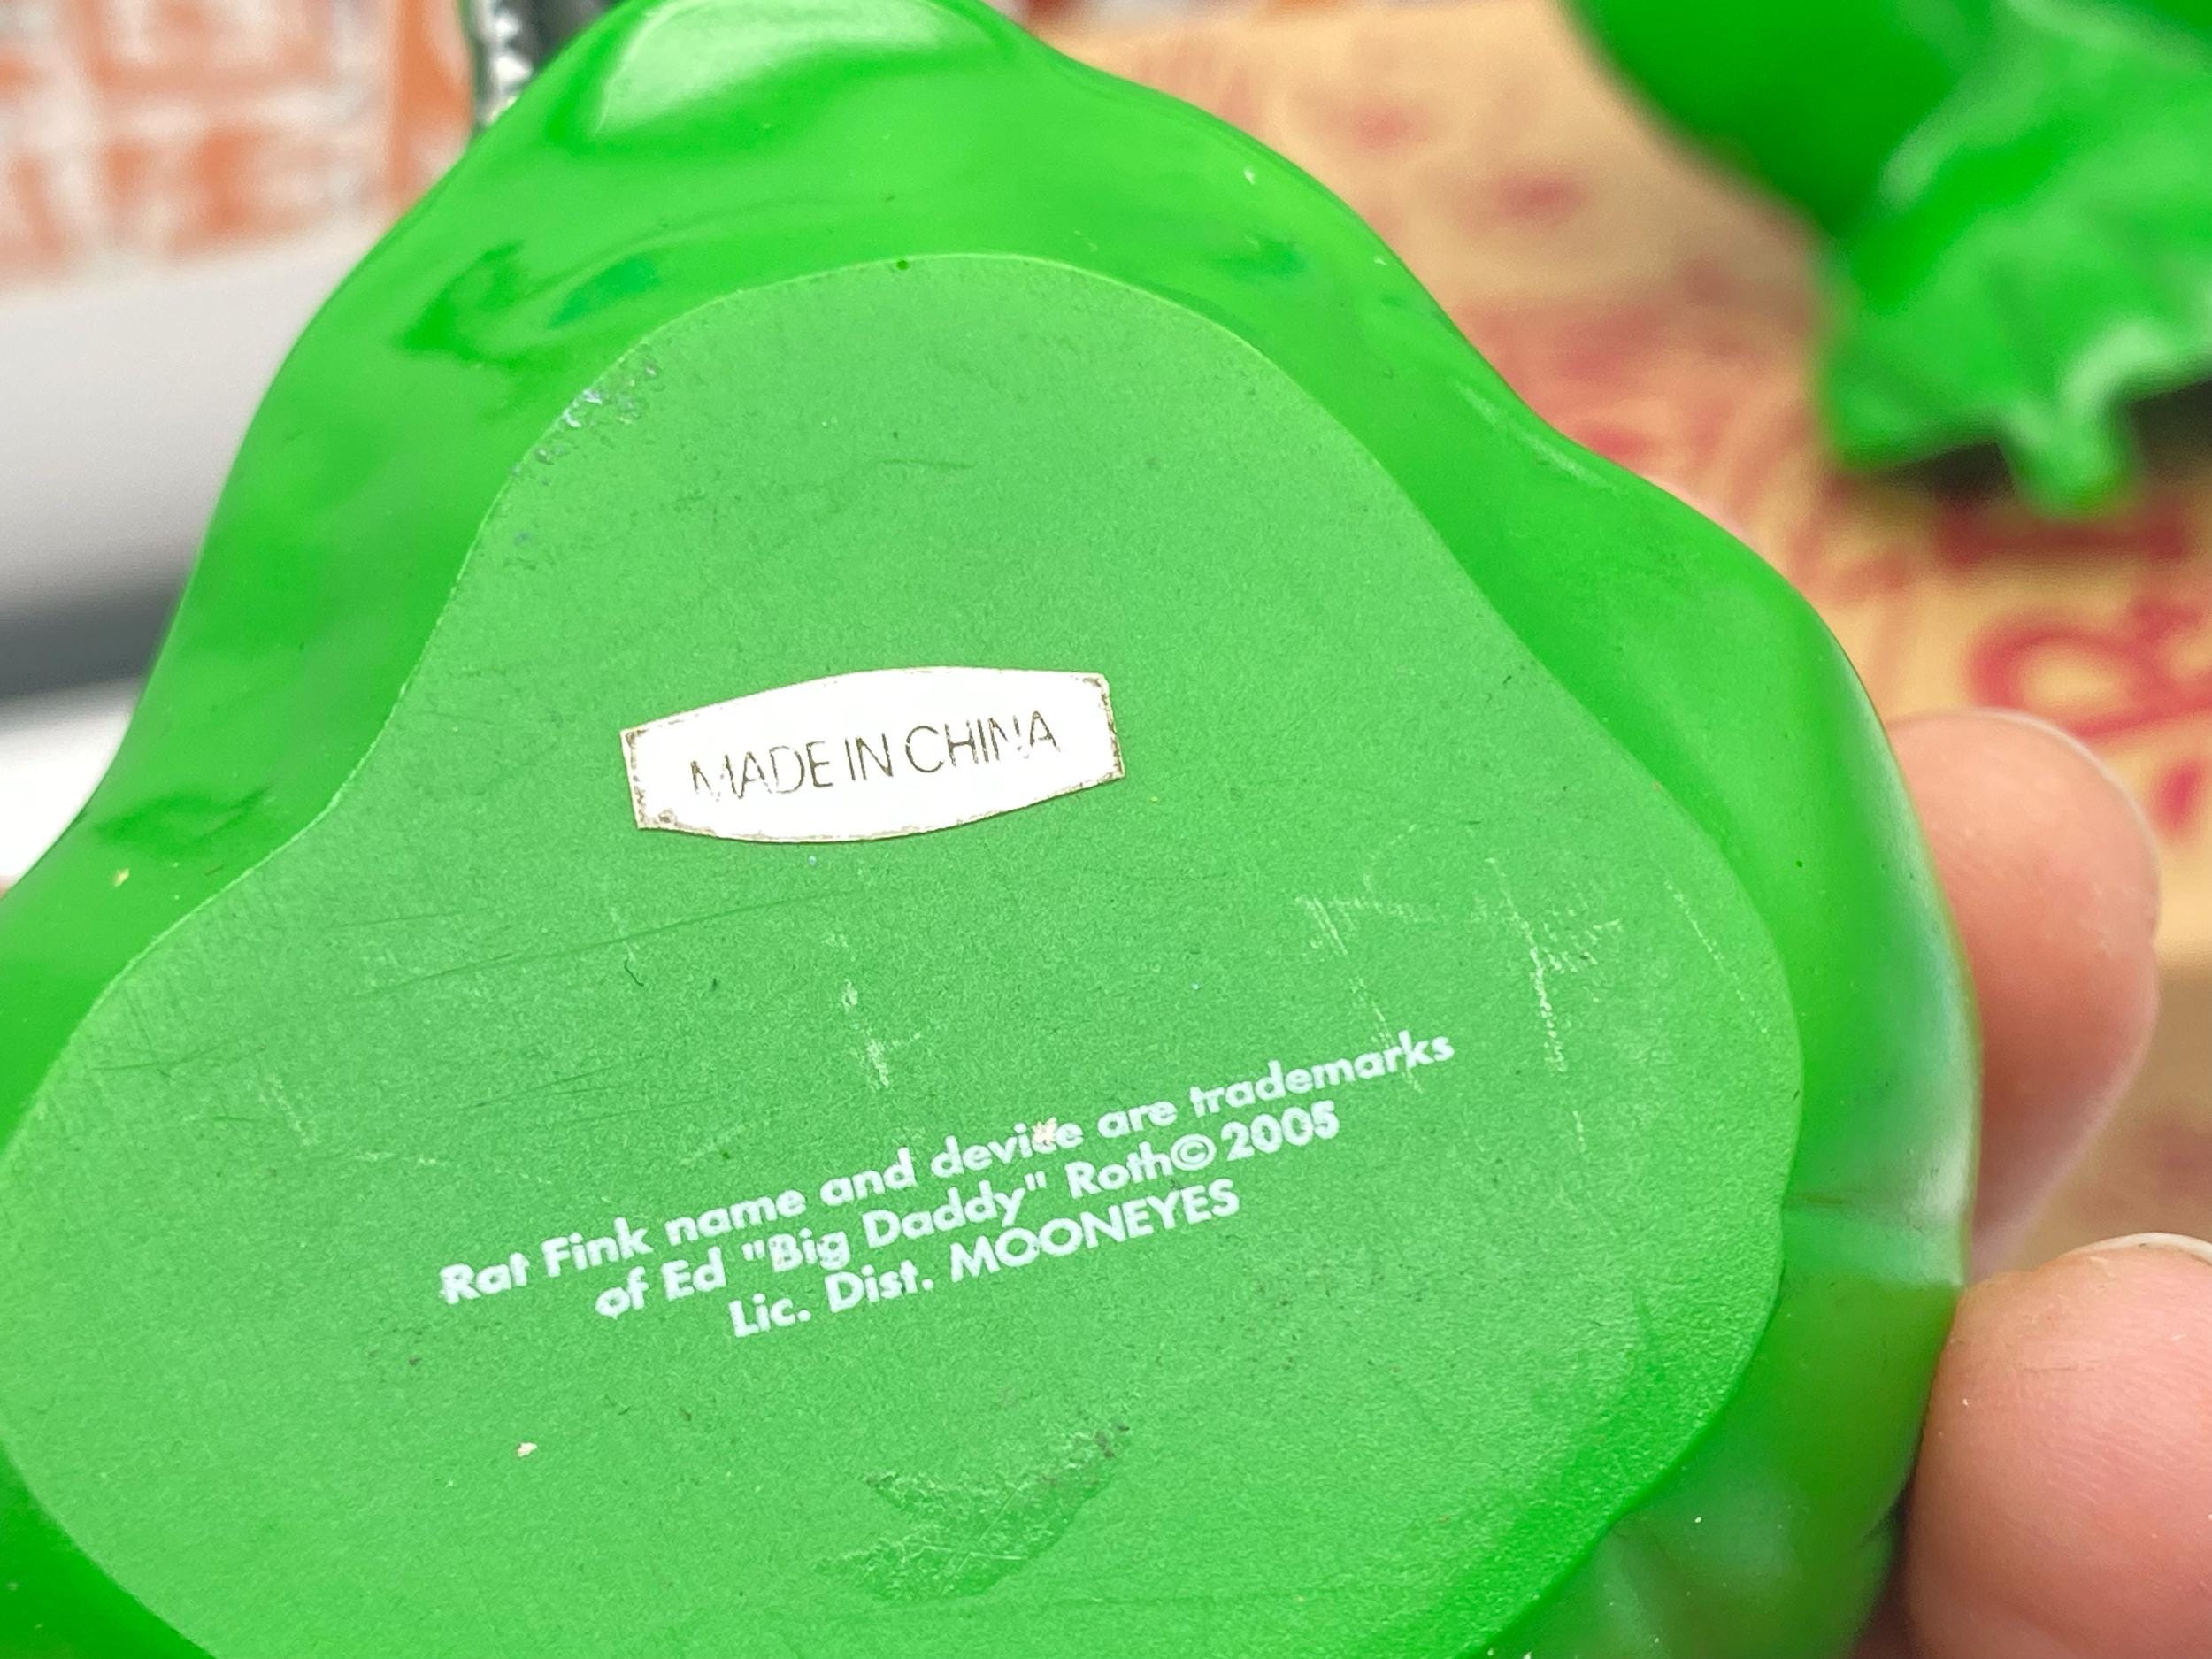 MADE IN CHINA
Rat Fink name and device are trademarks
of Ed "Big Daddy" Roth© 2005
Lic. Dist. MOONEYES